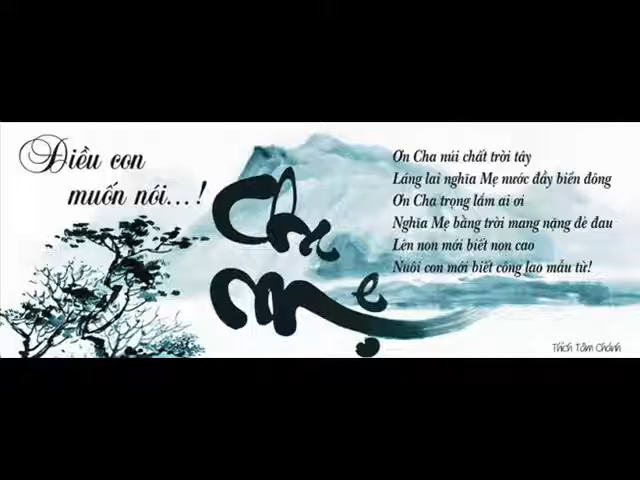 Điều con
muốn nói...!
Cha
Mẹ
Ơn Cha núi chất trời tây
Láng lai nghĩa Mẹ nước đầy biển đông
Ơn Cha trọng lắm ai ơi
Nghĩa Mẹ bằng trời mang nặng đẻ đau
Lên non mới biết non cao
Nuôi con mới biết công lao mẫu từ!
Thích Tâm Chánh